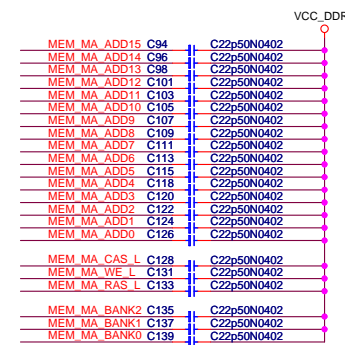 VCC_DDR
MEM_MA_ADD15 C94 C22p50N0402
MEM_MA_ADD14 C96 C22p50N0402
MEM_MA_ADD13 C98 C22p50N0402
MEM_MA_ADD12 C101 C22p50N0402
MEM_MA_ADD11 C103 C22p50N0402
MEM_MA_ADD10 C105 C22p50N0402
MEM_MA_ADD9 C107 C22p50N0402
MEM_MA_ADD8 C109 C22p50N0402
MEM_MA_ADD7 C111 C22p50N0402
MEM_MA_ADD6 C113 C22p50N0402
MEM_MA_ADD5 C115 C22p50N0402
MEM_MA_ADD4 C118 C22p50N0402
MEM_MA_ADD3 C120 C22p50N0402
MEM_MA_ADD2 C122 C22p50N0402
MEM_MA_ADD1 C124 C22p50N0402
MEM_MA_ADD0 C126 C22p50N0402
MEM_MA_CAS_L C128 C22p50N0402
MEM_MA_WE_L C131 C22p50N0402
MEM_MA_RAS_L C133 C22p50N0402
MEM_MA_BANK2 C135 C22p50N0402
MEM_MA_BANK1 C137 C22p50N0402
MEM_MA_BANK0 C139 C22p50N0402